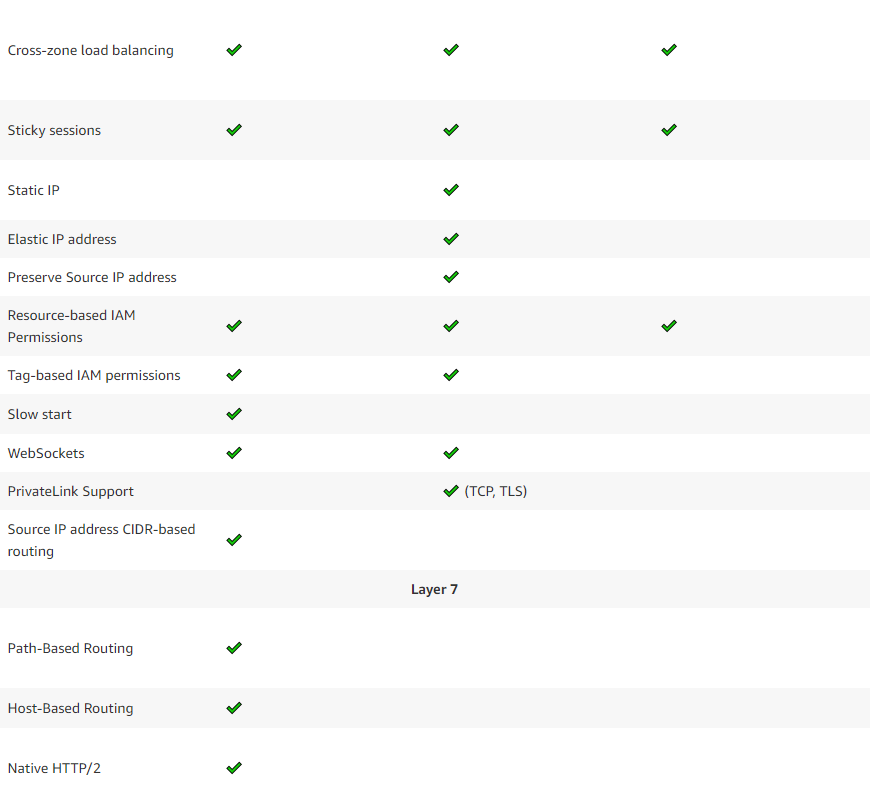 Cross-zone load balancing
Sticky sessions
Static IP
Elastic IP address
Preserve Source IP address
Resource-based IAM
Permissions
Tag-based IAM permissions
Slow start
WebSockets
PrivateLink Support (TCP, TLS)
Source IP address CIDR-based
routing
Layer 7
Path-Based Routing
Host-Based Routing
Native HTTP/2